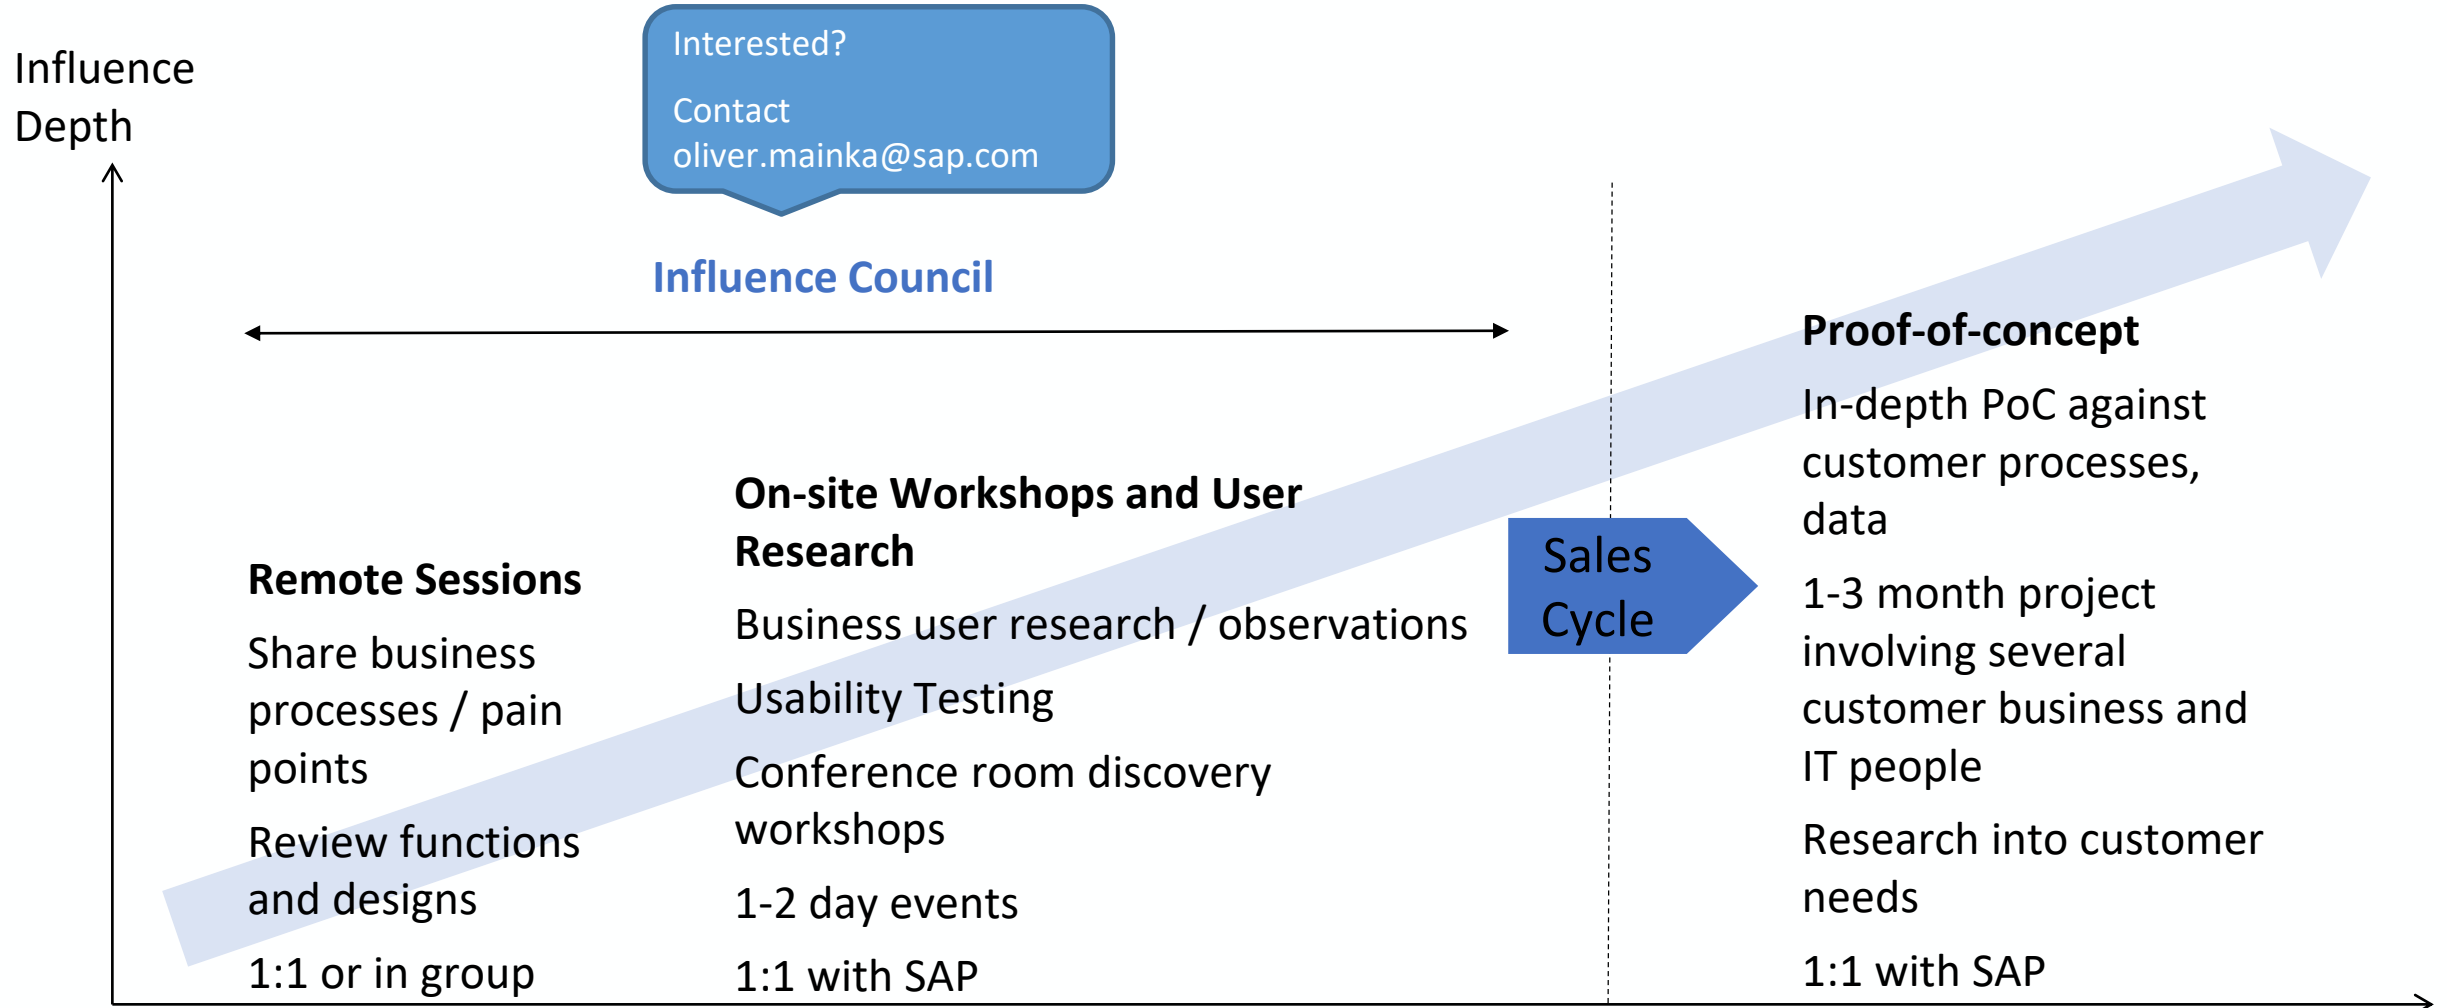 Influence
Depth
Interested?
Contact
oliver.mainka@sap.com
Influence Council
Remote Sessions
Share business
processes / pain
points
Review functions
and designs
1:1 or in group
On-site Workshops and User
Research
Business user research / observations
Usability Testing
Conference room discovery
workshops
1-2 day events
1:1 with SAP
Sales
Cycle
Proof-of-concept
In-depth PoC against
customer processes,
data
1-3 month project
involving several
customer business and
IT people
Research into customer
needs
1:1 with SAP